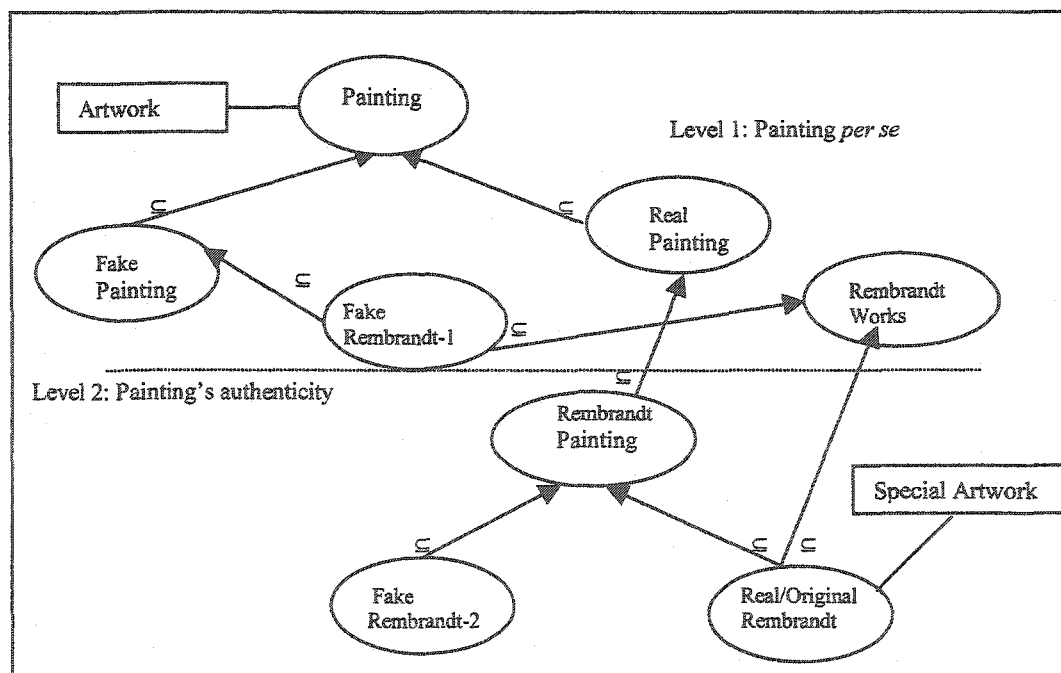 Painting
Artwork
Level 1: Painting per se
⊆
⊆
Real
Painting
Fake
Painting
⊆
Fake
Rembrandt-1
⊆
Rembrandt
Works
Level 2: Painting's authenticity
⊆
Rembrandt
Painting
Special Artwork
⊆
⊆
⊆
Fake
Rembrandt-2
Real/Original
Rembrandt